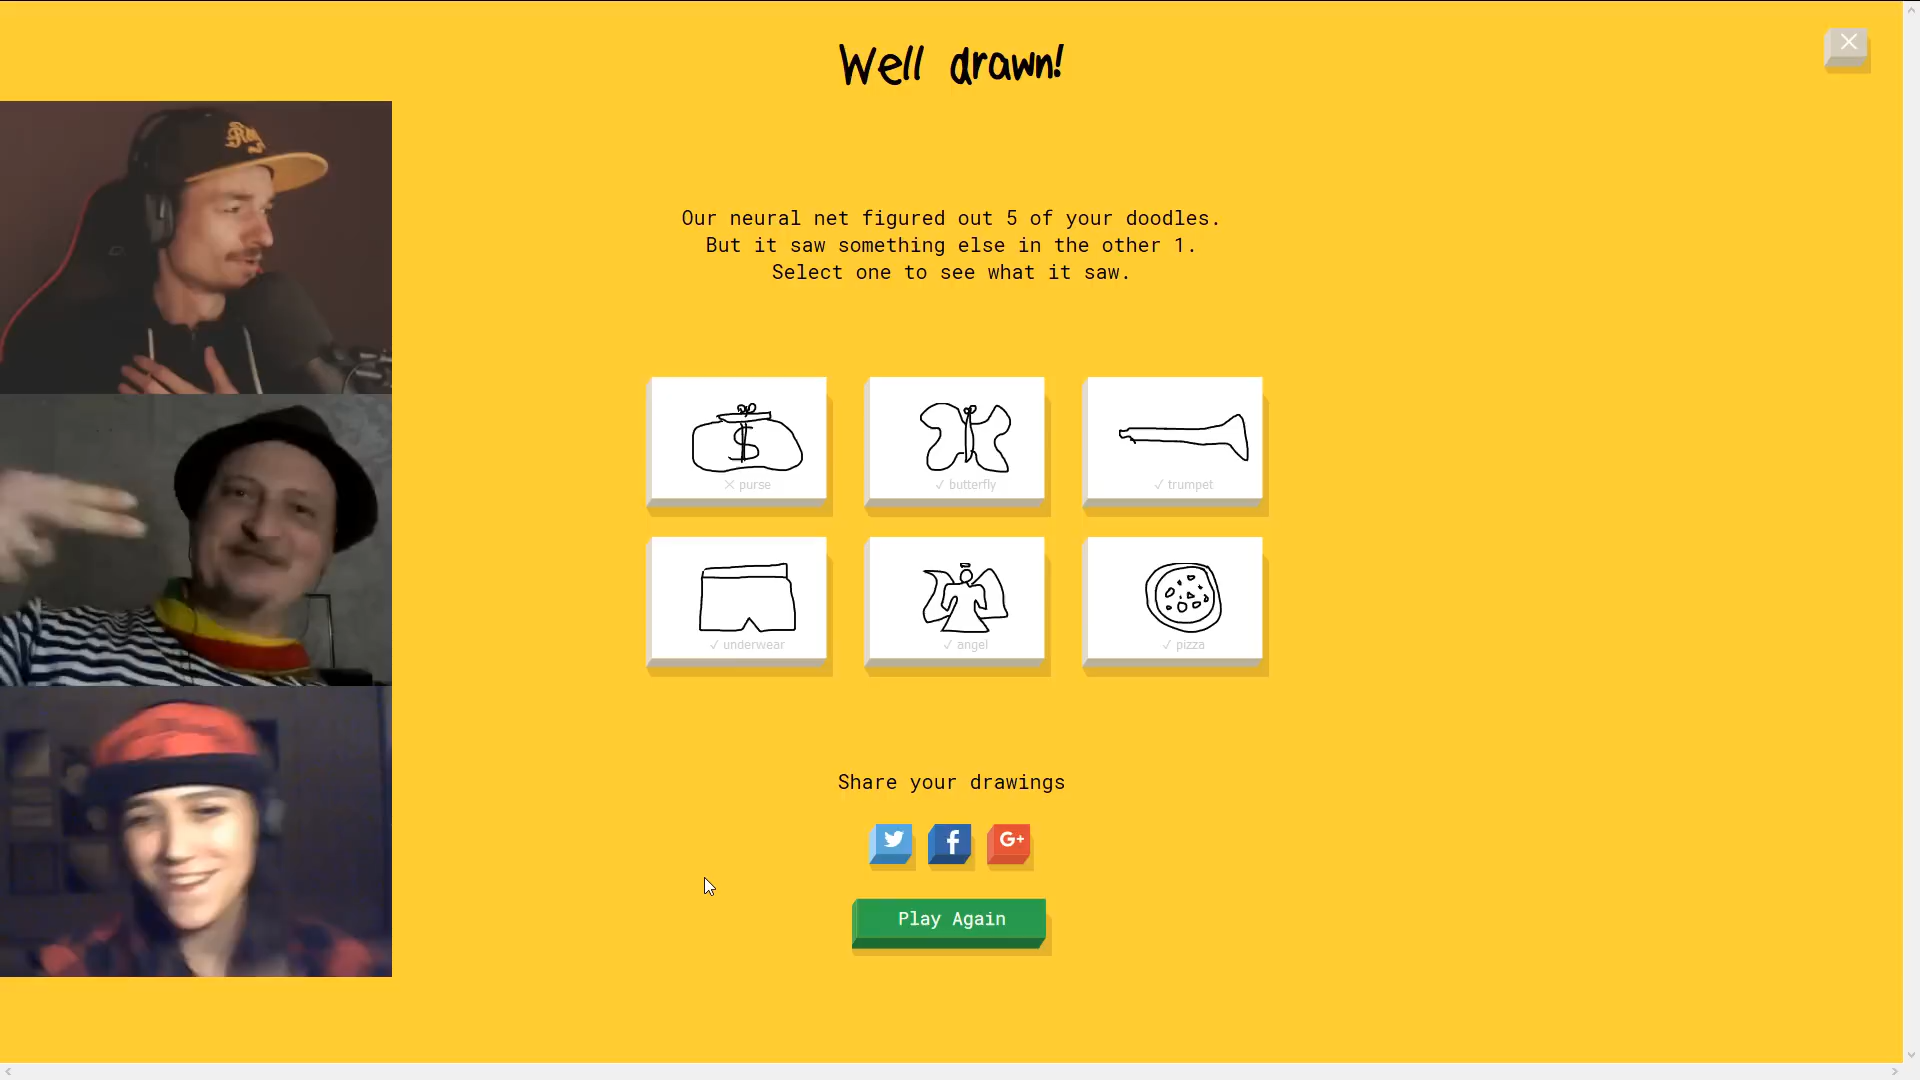 Well drawn!
Our neural net figured out 5 of your doodles.
But it saw something else in the other 1.
Select one to see what it saw.
$
✕ purse
✓ butterfly
✓ trumpet
✓ underwear
✓ angel
✓ pizza
Share your drawings
f
G+
Play Again